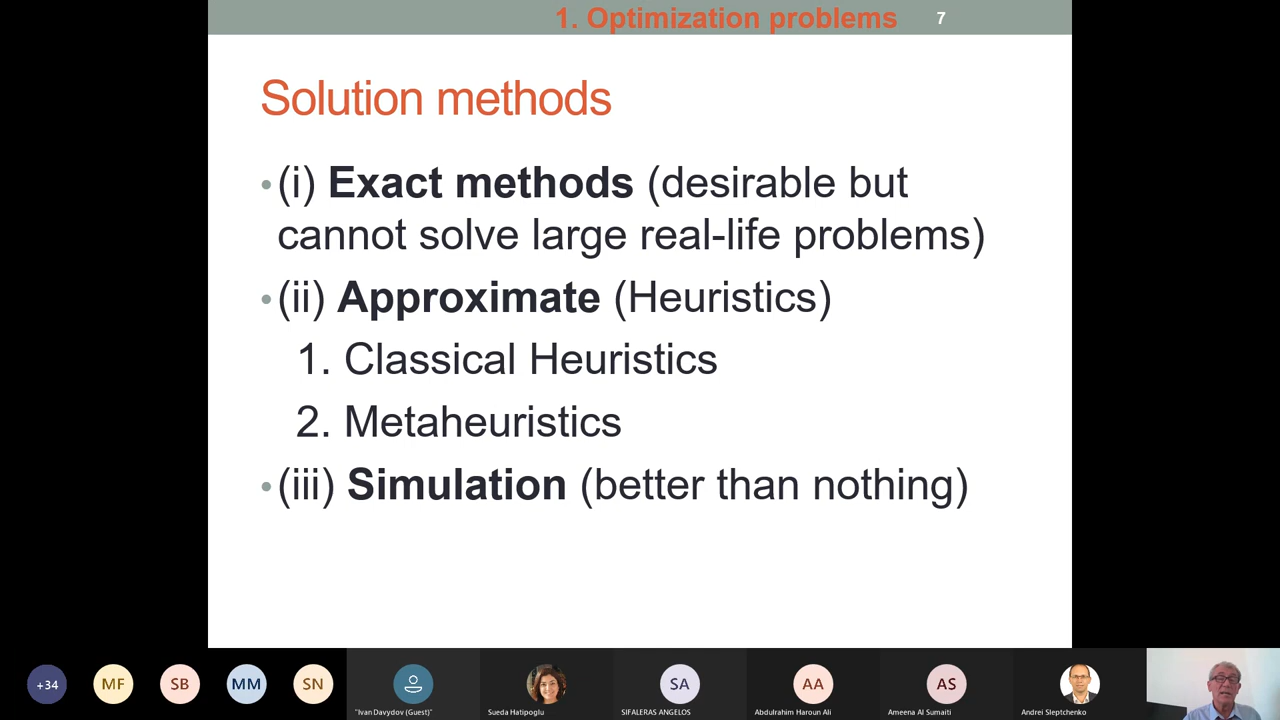 1. Optimization problems 7
Solution methods
•(i) Exact methods (desirable but
cannot solve large real-life problems)
•(ii) Approximate (Heuristics)
1. Classical Heuristics
2. Metaheuristics
•(iii) Simulation (better than nothing)
+34 MF SB MM SN SA AA AS
"Ivan Davydov (Guest)" Sueda Hatipoglu SIFALERAS ANGELOS Abdulrahim Haroun Ali Ameena Al Sumaiti Andrei Sleptchenko